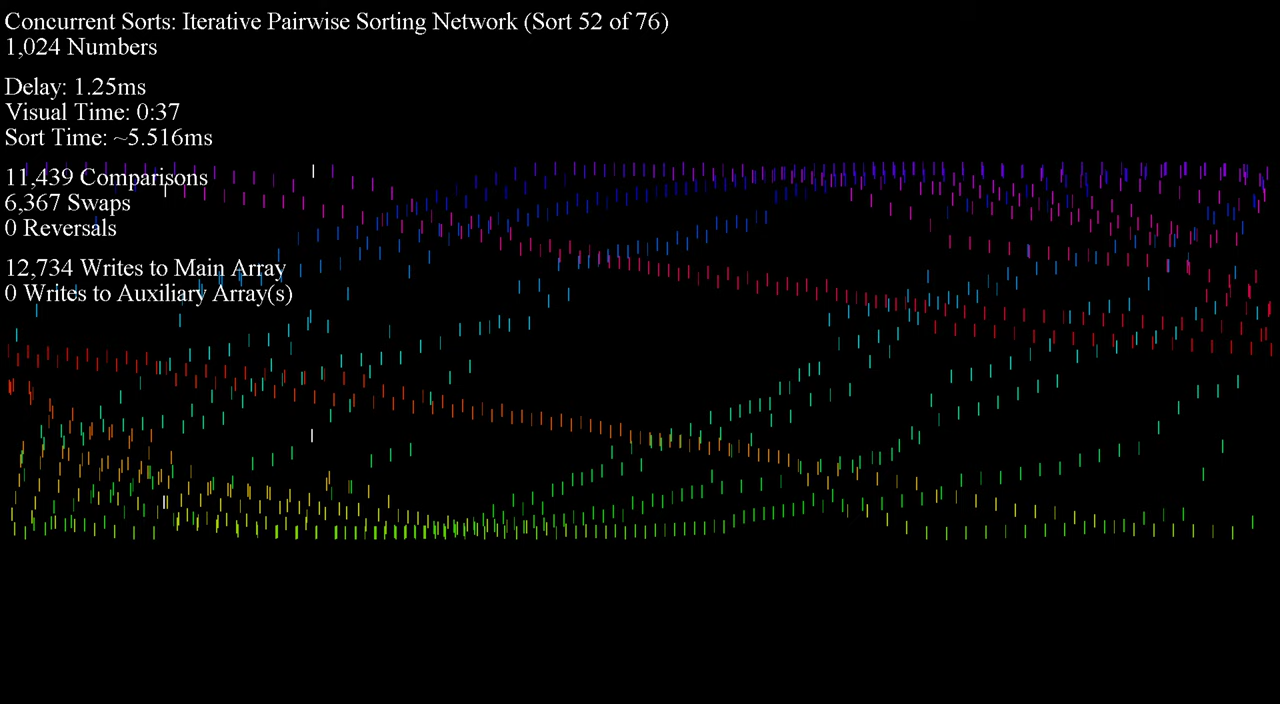 Concurrent Sorts: Iterative Pairwise Sorting Network (Sort 52 of 76)
1,024 Numbers
Delay: 1.25ms
Visual Time: 0:37
Sort Time: ~5.516ms
11,439 Comparisons
6,367 Swaps
0 Reversals
12,734 Writes to Main Array
0 Writes to Auxiliary Array(s)